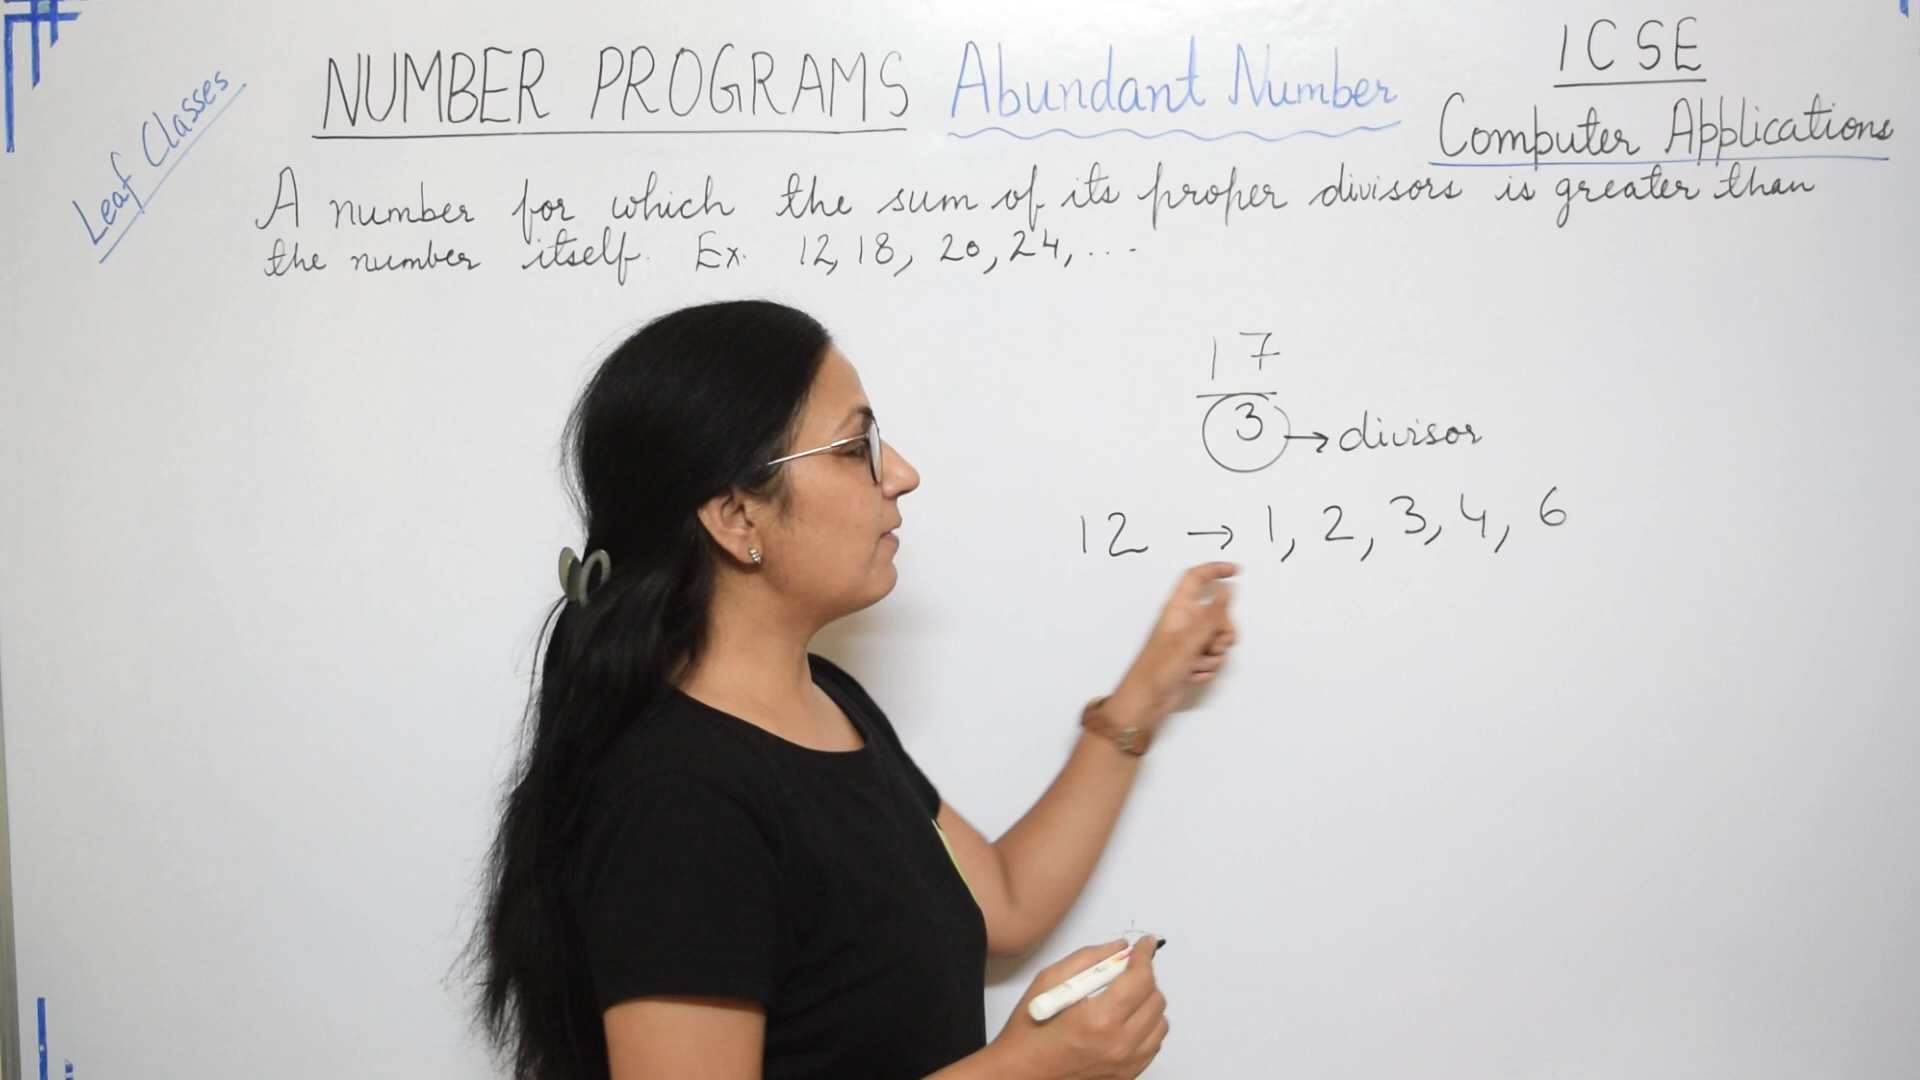 Leaf Classes
NUMBER PROGRAMS Abundant Number
ICSE
Computer Applications
A number for which the sum of its proper divisors is greater than
the number itself. Ex. 12, 18, 20, 24, ...
17
3 → divisor
12 → 1, 2, 3, 4, 6